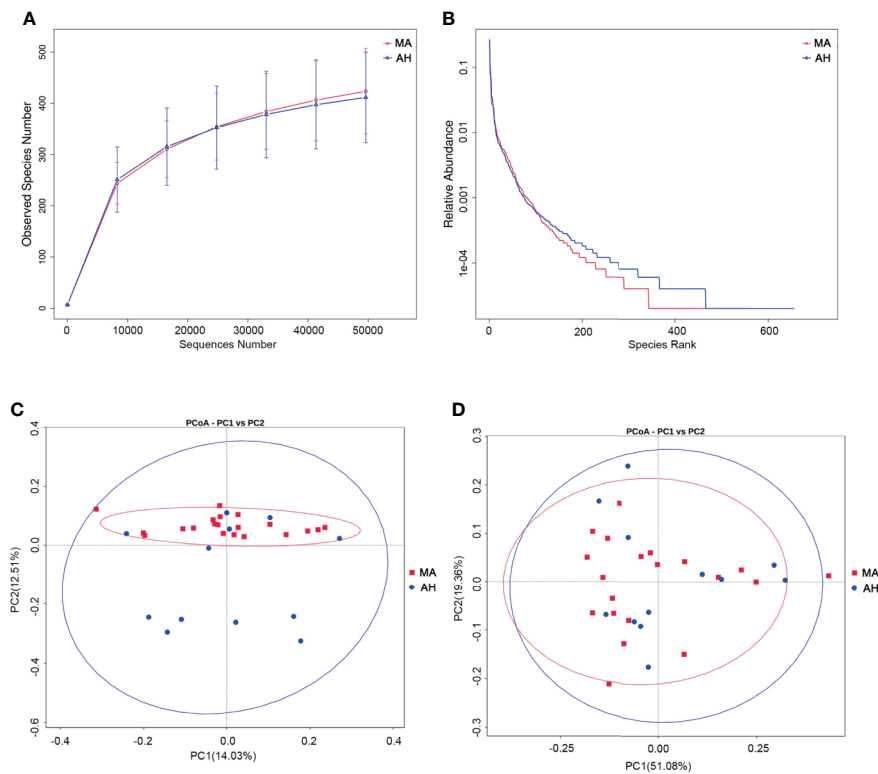 A
MA
AH
Observed Species Number
500
400
300
200
100
0
0 10000 20000 30000 40000 50000
Sequences Number
B
MA
AH
Relative Abundance
0.1
0.01
0.001
1e-04
0 200 400 600
Species Rank
C
PCoA - PC1 vs PC2
PC2(12.51%)
0.4
0.2
0.0
-0.2
-0.4
-0.6
MA
AH
-0.4 -0.2 0.0 0.2 0.4
PC1(14.03%)
D
PCoA - PC1 vs PC2
PC2(19.36%)
0.3
0.2
0.1
0.0
-0.1
-0.2
-0.3
MA
AH
-0.25 0.00 0.25
PC1(51.08%)